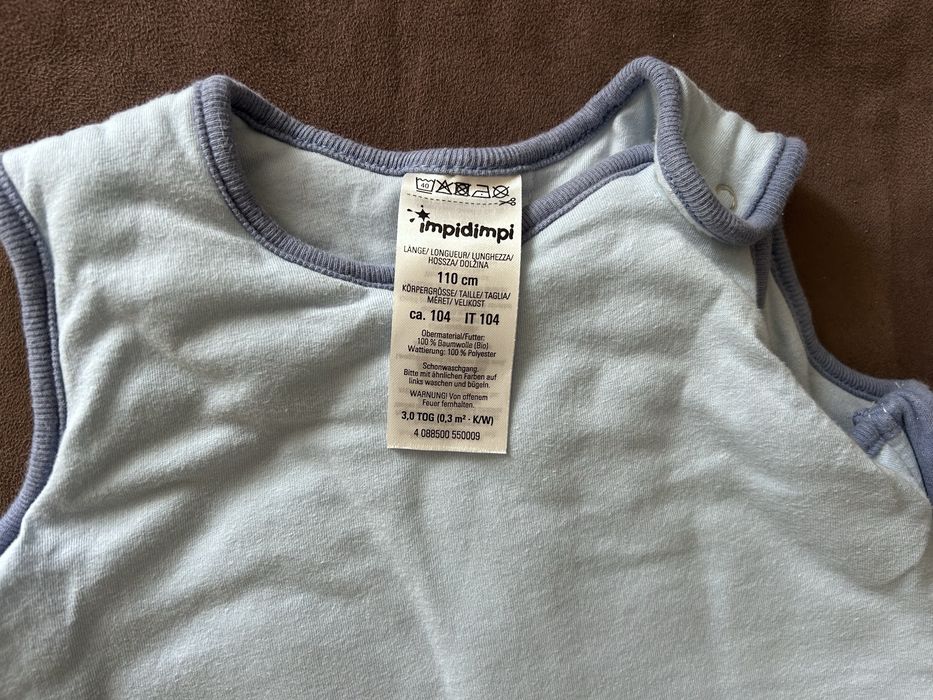 40
impidimpi
LÄNGE/ LONGUEUR/ LUNGHEZZA/
HOSSZA/ DOLŽINA
110 cm
KÖRPERGRÖSSE/ TAILLE/ TAGLIA/
MÉRET/ VELIKOST
ca. 104 IT 104
Obermaterial/Futter:
100 % Baumwolle (Bio)
Wattierung: 100 % Polyester
Schonwaschgang.
Bitte mit ähnlichen Farben auf
links waschen und bügeln.
WARNUNG! Von offenem
Feuer fernhalten.
3,0 TOG (0,3 m² · K/W)
4 088500 550009